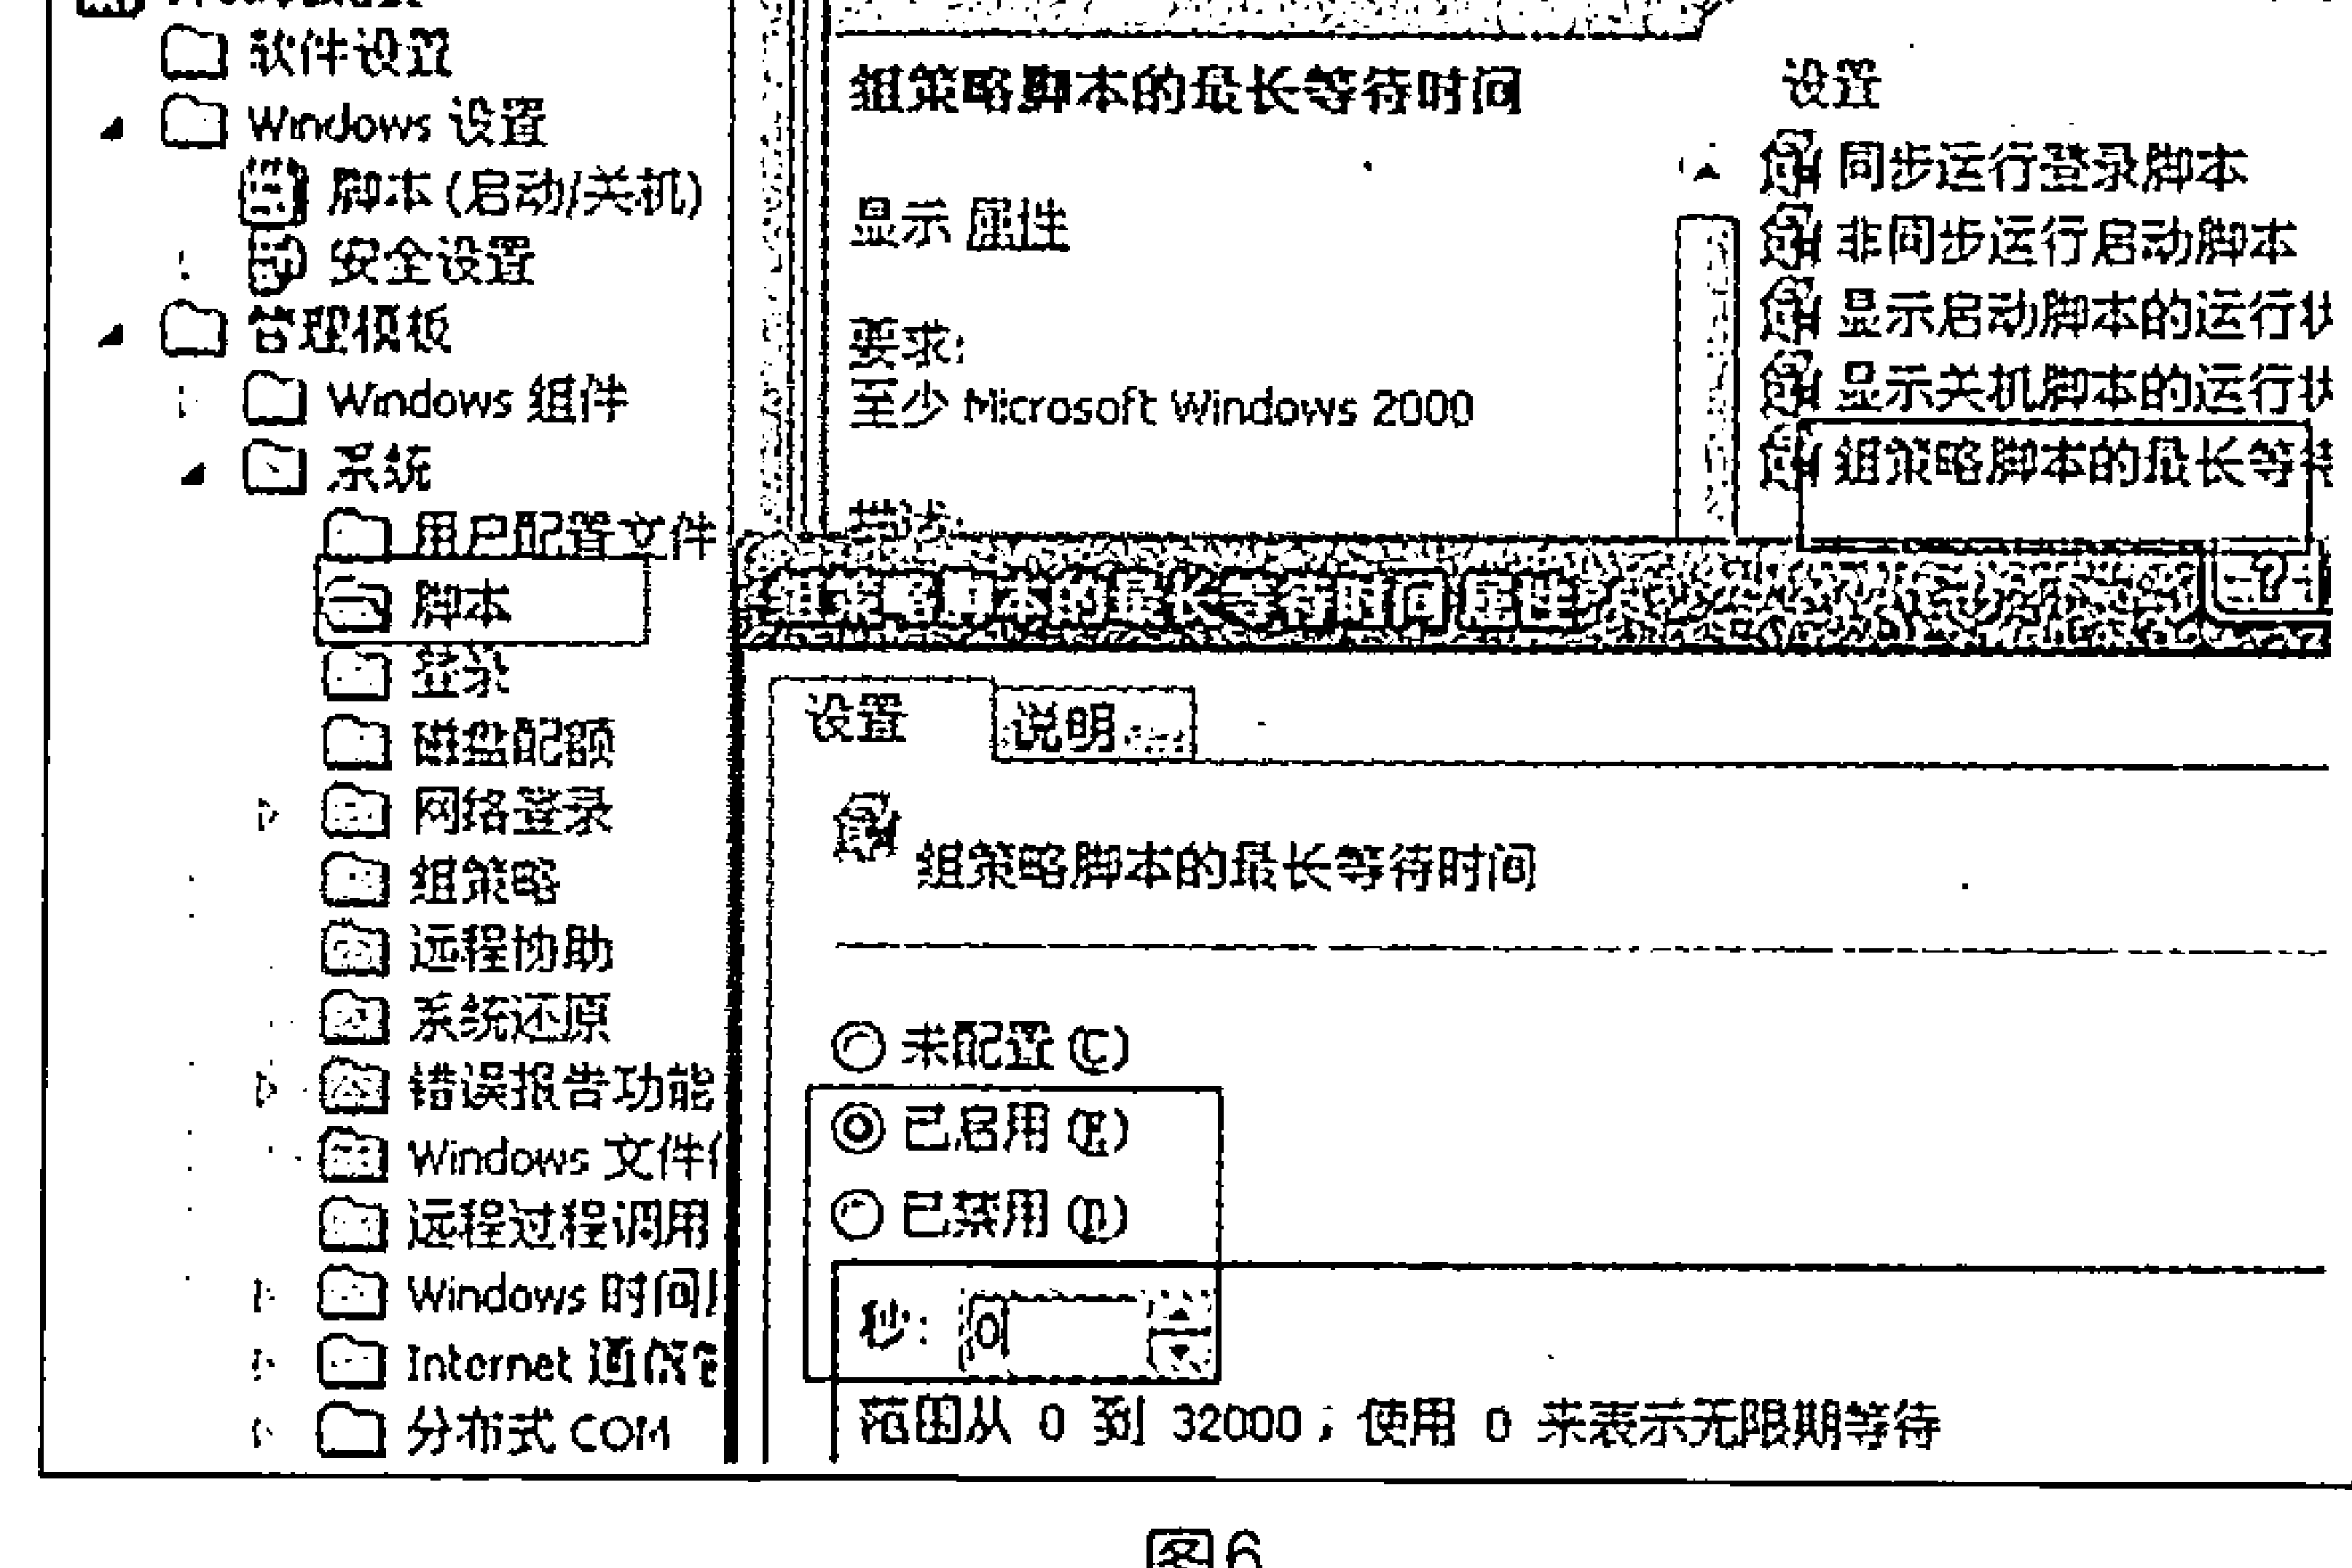 软件设置
Windows 设置
脚本 (启动/关机)
安全设置
管理模板
Windows 组件
系统
用户配置文件
脚本
登录
磁盘配额
网络登录
组策略
远程协助
系统还原
错误报告功能
Windows 文件
远程过程调用
Windows 时间
Internet 通信管
分布式 COM
组策略脚本的最长等待时间
显示 属性
要求:
至少 Microsoft Windows 2000
描述:
设置
同步运行登录脚本
非同步运行启动脚本
显示启动脚本的运行状
显示关机脚本的运行状
组策略脚本的最长等待
组策略脚本的最长等待时间 属性
设置
说明
组策略脚本的最长等待时间
未配置 (C)
已启用 (E)
已禁用 (D)
秒: 0
范围从 0 到 32000; 使用 0 来表示无限期等待
图6